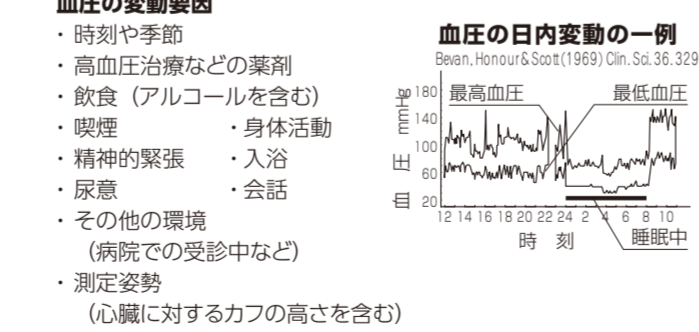 血圧の変動要因
・時刻や季節
・高血圧治療などの薬剤
・飲食（アルコールを含む）
・喫煙 ・身体活動
・精神的緊張 ・入浴
・尿意 ・会話
・その他の環境
（病院での受診中など）
・測定姿勢
（心臓に対するカフの高さを含む）
血圧の日内変動の一例
Bevan, Honour & Scott (1969) Clin. Sci. 36. 329
最高血圧 最低血圧
血 圧 mmHg
180
140
100
60
20
12 14 16 18 20 22 24 2 4 6 8 10
時 刻
睡眠中